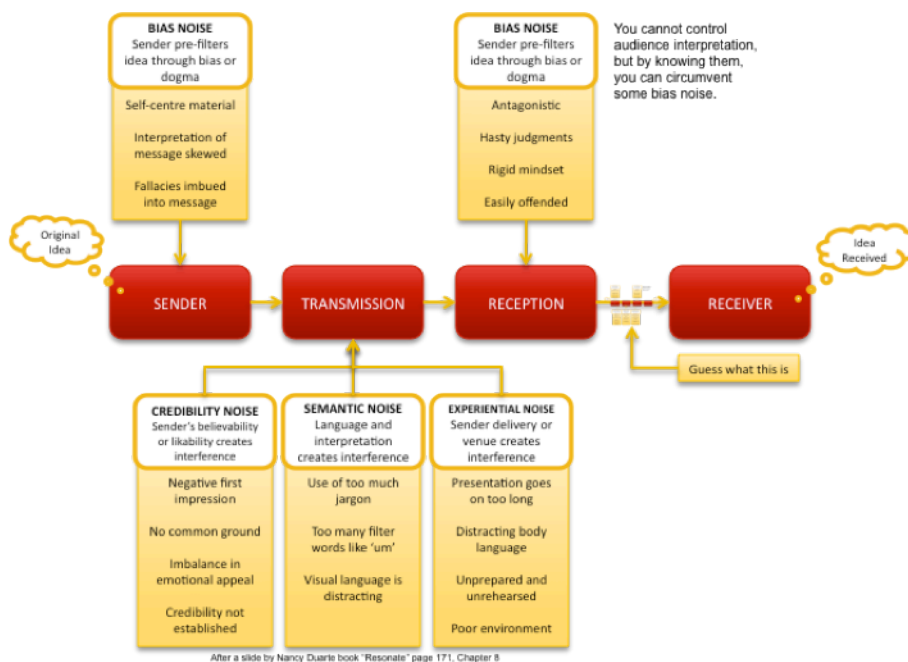 BIAS NOISE
Sender pre-filters
idea through bias or
dogma
Self-centre material
Interpretation of
message skewed
Fallacies imbued
into message
BIAS NOISE
Sender pre-filters
idea through bias or
dogma
Antagonistic
Hasty judgments
Rigid mindset
Easily offended
You cannot control
audience interpretation,
but by knowing them,
you can circumvent
some bias noise.
Original
Idea
SENDER
TRANSMISSION
RECEPTION
RECEIVER
Idea
Received
Guess what this is
CREDIBILITY NOISE
Sender's believability
or likability creates
interference
Negative first
impression
No common ground
Imbalance in
emotional appeal
Credibility not
established
SEMANTIC NOISE
Language and
interpretation
creates interference
Use of too much
jargon
Too many filter
words like 'um'
Visual language is
distracting
EXPERIENTIAL NOISE
Sender delivery or
venue creates
interference
Presentation goes
on too long
Distracting body
language
Unprepared and
unrehearsed
Poor environment
After a slide by Nancy Duarte book "Resonate" page 171, Chapter 8